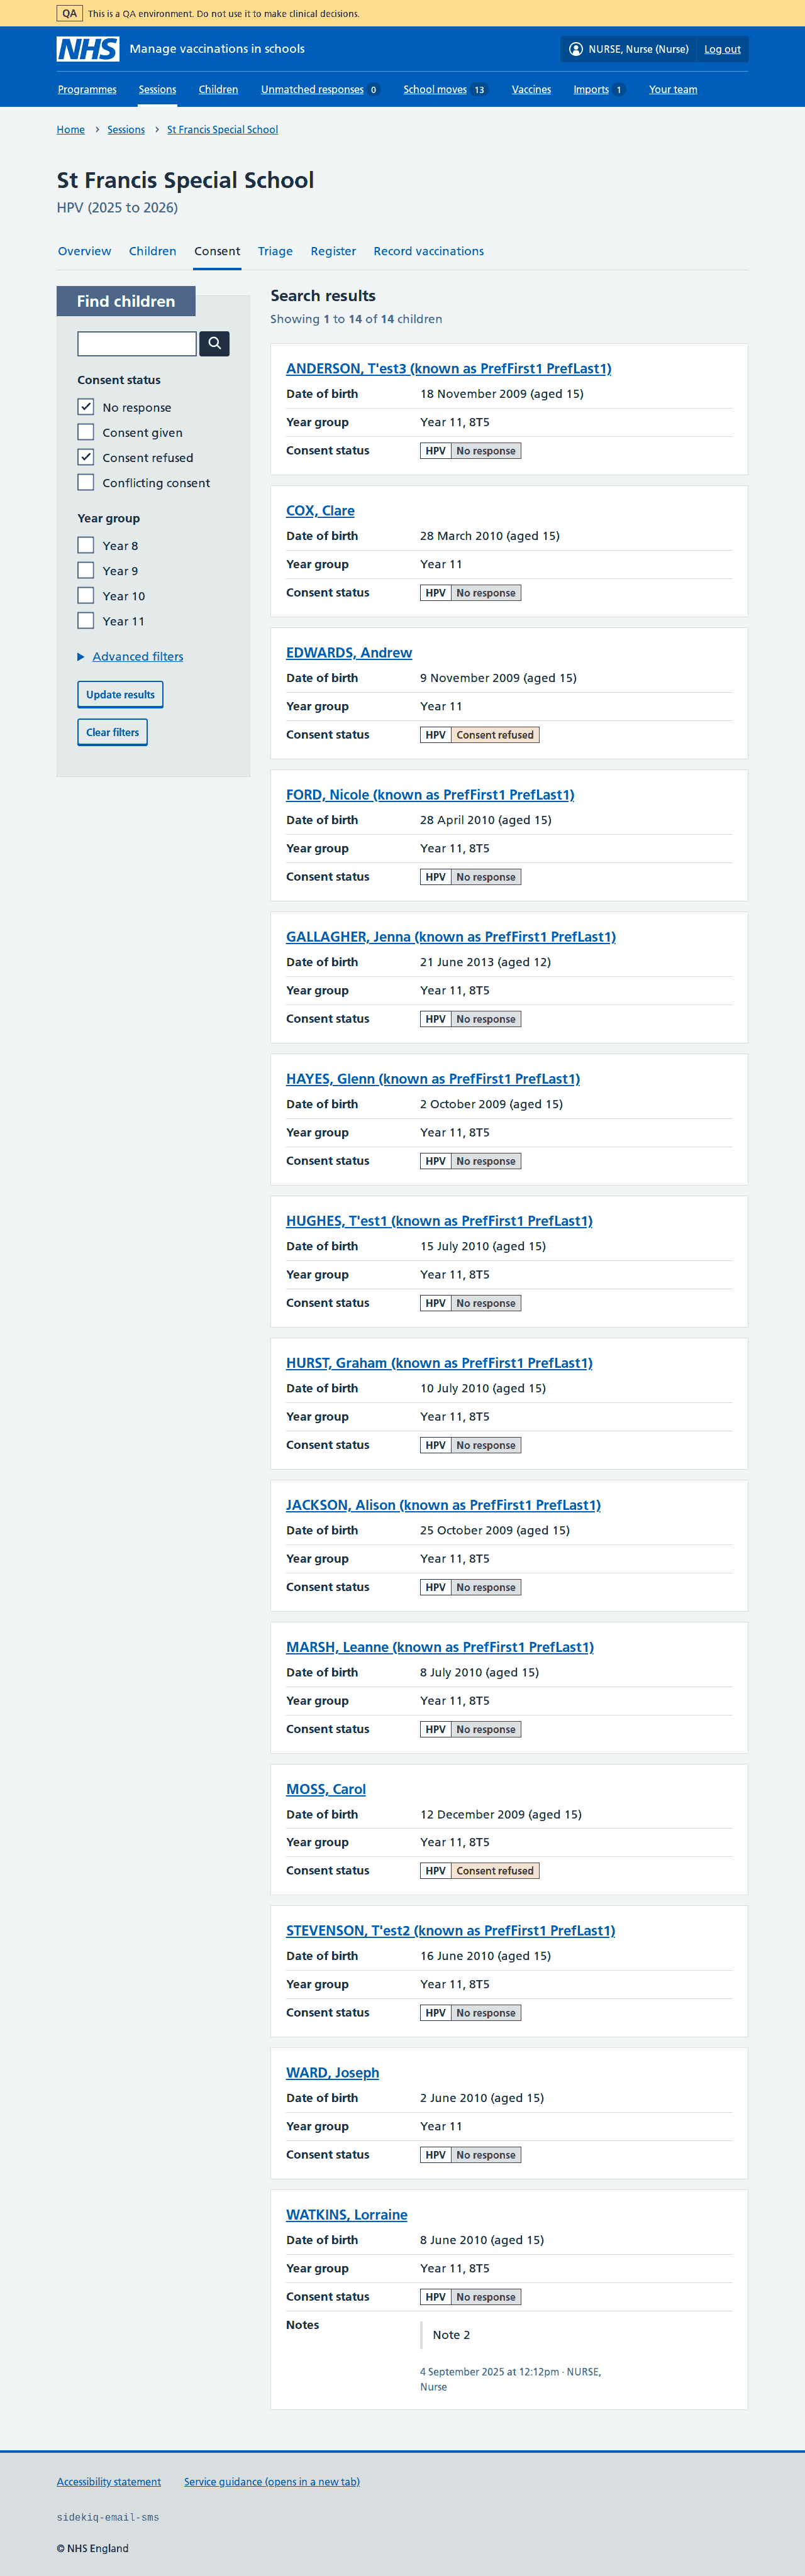 QA This is a QA environment. Do not use it to make clinical decisions.
NHS Manage vaccinations in schools NURSE, Nurse (Nurse) Log out
Programmes Sessions Children Unmatched responses 0 School moves 13 Vaccines Imports 1 Your team
Home Sessions St Francis Special School
St Francis Special School
HPV (2025 to 2026)
Overview Children Consent Triage Register Record vaccinations
Find children
Consent status
No response
Consent given
Consent refused
Conflicting consent
Year group
Year 8
Year 9
Year 10
Year 11
Advanced filters
Update results
Clear filters
Search results
Showing 1 to 14 of 14 children
ANDERSON, T'est3 (known as PrefFirst1 PrefLast1)
Date of birth 18 November 2009 (aged 15)
Year group Year 11, 8T5
Consent status HPV No response
COX, Clare
Date of birth 28 March 2010 (aged 15)
Year group Year 11
Consent status HPV No response
EDWARDS, Andrew
Date of birth 9 November 2009 (aged 15)
Year group Year 11
Consent status HPV Consent refused
FORD, Nicole (known as PrefFirst1 PrefLast1)
Date of birth 28 April 2010 (aged 15)
Year group Year 11, 8T5
Consent status HPV No response
GALLAGHER, Jenna (known as PrefFirst1 PrefLast1)
Date of birth 21 June 2013 (aged 12)
Year group Year 11, 8T5
Consent status HPV No response
HAYES, Glenn (known as PrefFirst1 PrefLast1)
Date of birth 2 October 2009 (aged 15)
Year group Year 11, 8T5
Consent status HPV No response
HUGHES, T'est1 (known as PrefFirst1 PrefLast1)
Date of birth 15 July 2010 (aged 15)
Year group Year 11, 8T5
Consent status HPV No response
HURST, Graham (known as PrefFirst1 PrefLast1)
Date of birth 10 July 2010 (aged 15)
Year group Year 11, 8T5
Consent status HPV No response
JACKSON, Alison (known as PrefFirst1 PrefLast1)
Date of birth 25 October 2009 (aged 15)
Year group Year 11, 8T5
Consent status HPV No response
MARSH, Leanne (known as PrefFirst1 PrefLast1)
Date of birth 8 July 2010 (aged 15)
Year group Year 11, 8T5
Consent status HPV No response
MOSS, Carol
Date of birth 12 December 2009 (aged 15)
Year group Year 11, 8T5
Consent status HPV Consent refused
STEVENSON, T'est2 (known as PrefFirst1 PrefLast1)
Date of birth 16 June 2010 (aged 15)
Year group Year 11, 8T5
Consent status HPV No response
WARD, Joseph
Date of birth 2 June 2010 (aged 15)
Year group Year 11
Consent status HPV No response
WATKINS, Lorraine
Date of birth 8 June 2010 (aged 15)
Year group Year 11, 8T5
Consent status HPV No response
Notes Note 2
4 September 2025 at 12:12pm · NURSE,
Nurse
Accessibility statement Service guidance (opens in a new tab)
sidekiq-email-sms
© NHS England